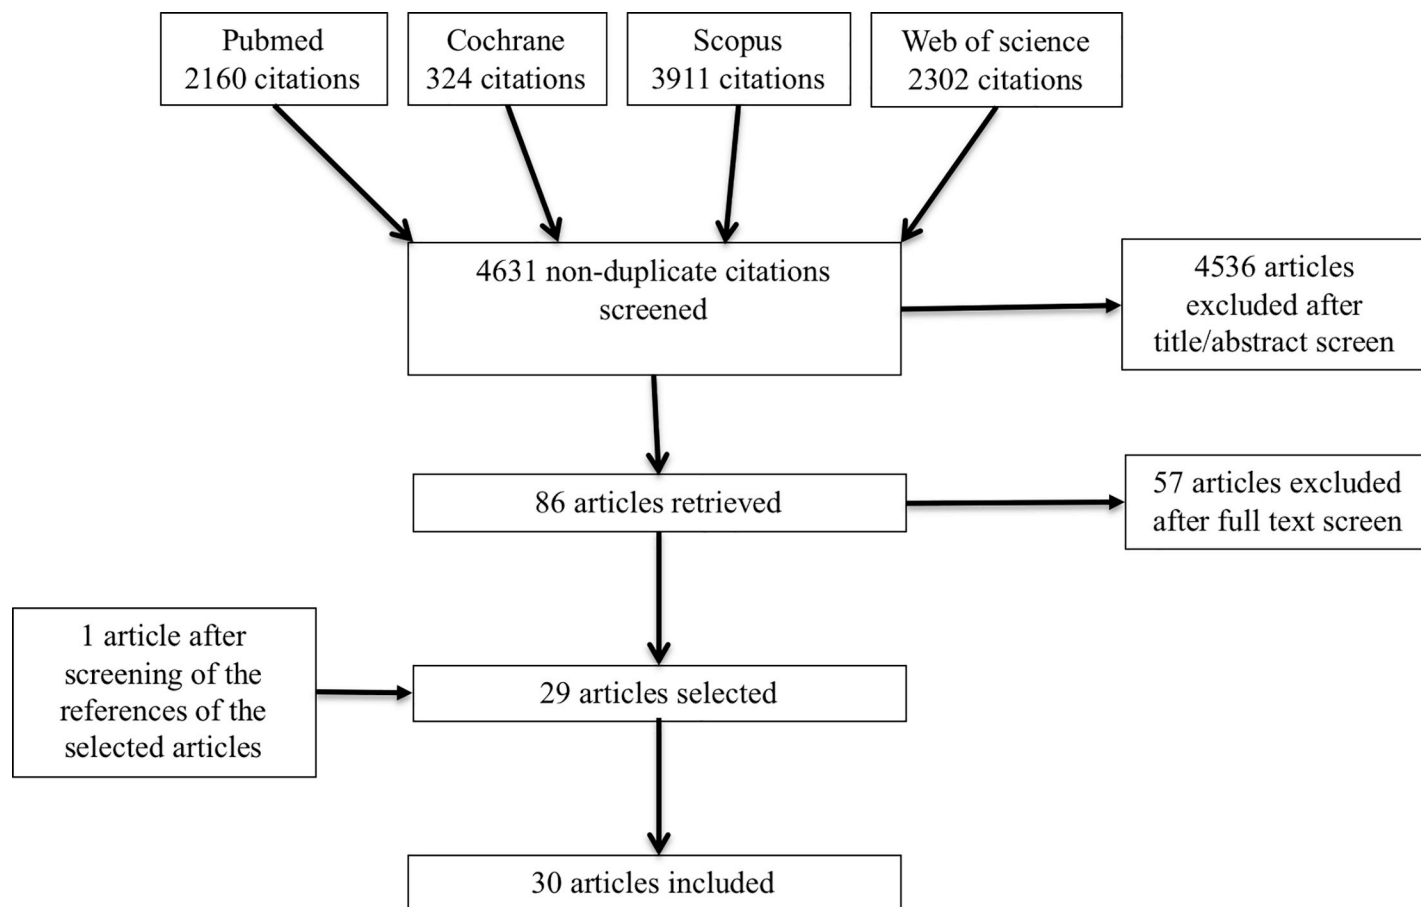 Pubmed
2160 citations
Cochrane
324 citations
Scopus
3911 citations
Web of science
2302 citations
4631 non-duplicate citations
screened
4536 articles
excluded after
title/abstract screen
86 articles retrieved
57 articles excluded
after full text screen
1 article after
screening of the
references of the
selected articles
29 articles selected
30 articles included